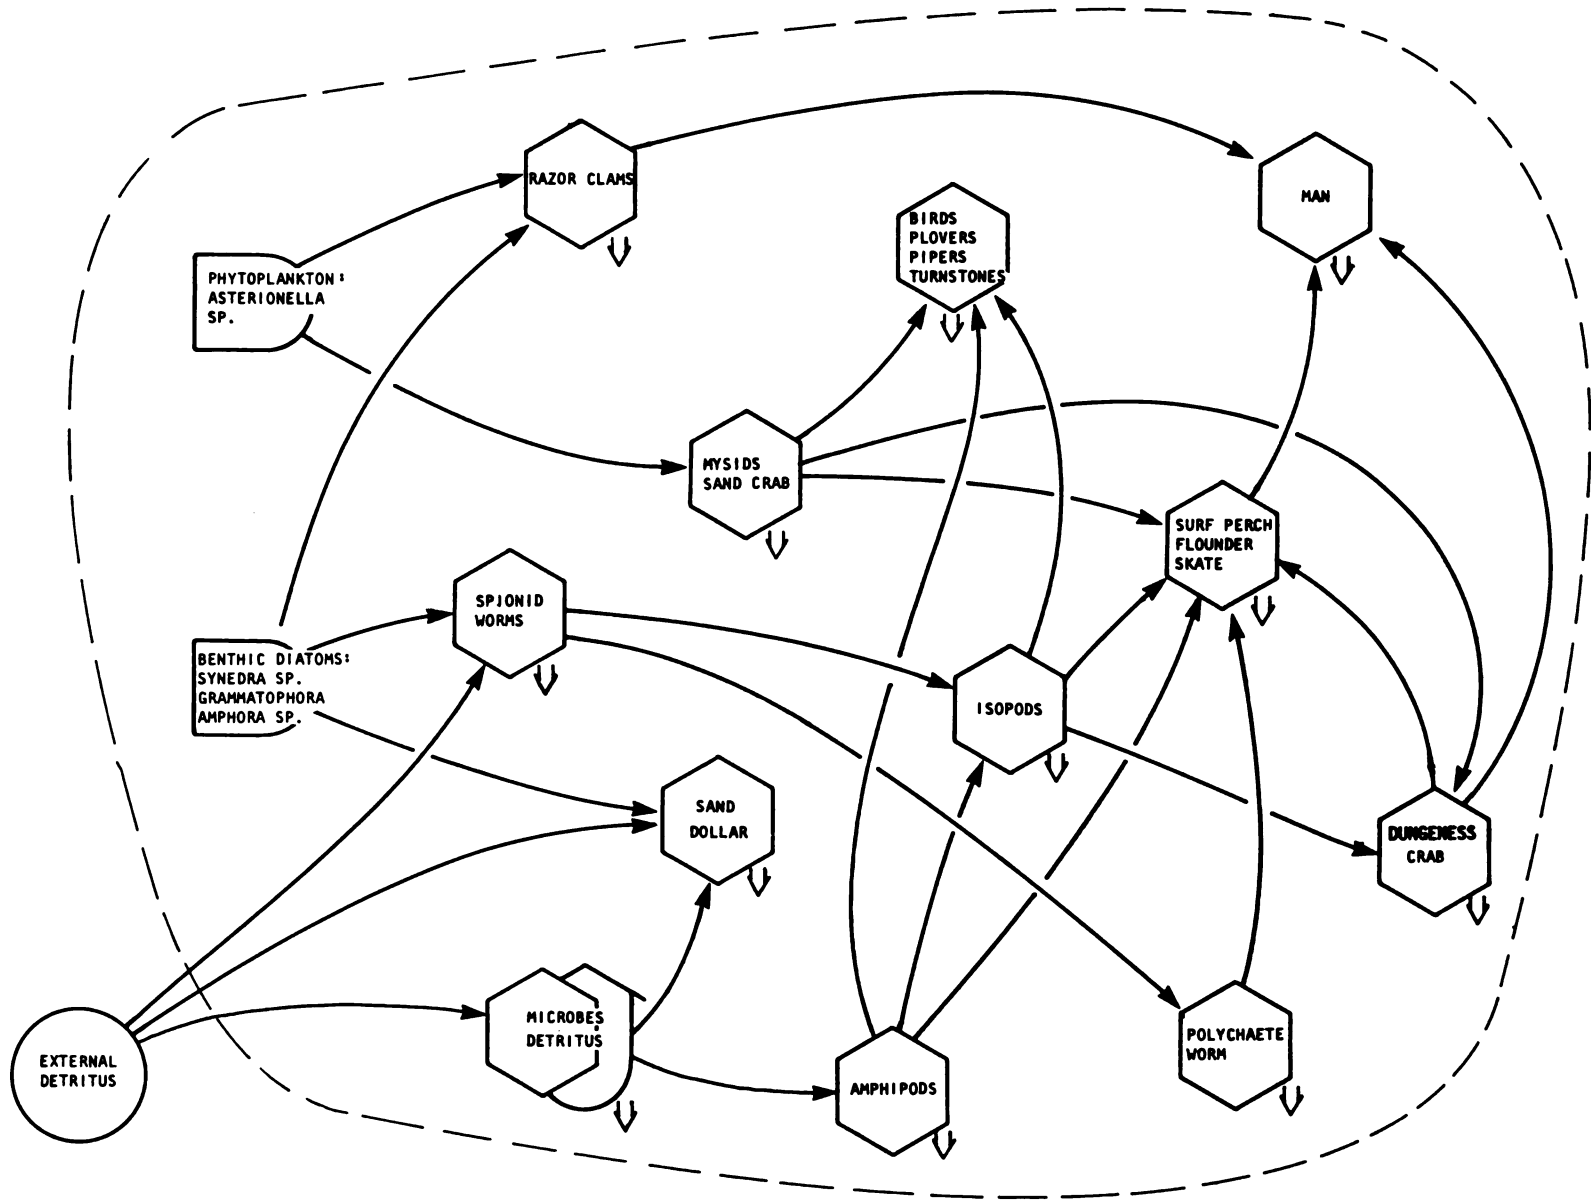 RAZOR CLAMS
MAN
BIRDS
PLOVERS
PIPERS
TURNSTONES
PHYTOPLANKTON:
ASTERIONELLA
SP.
MYSIDS
SAND CRAB
SURF PERCH
FLOUNDER
SKATE
SPIONID
WORMS
BENTHIC DIATOMS:
SYNEDRA SP.
GRAMMATOPHORA
AMPHORA SP.
ISOPODS
SAND
DOLLAR
DUNGENESS
CRAB
MICROBES
DETRITUS
EXTERNAL
DETRITUS
AMPHIPODS
POLYCHAETE
WORM